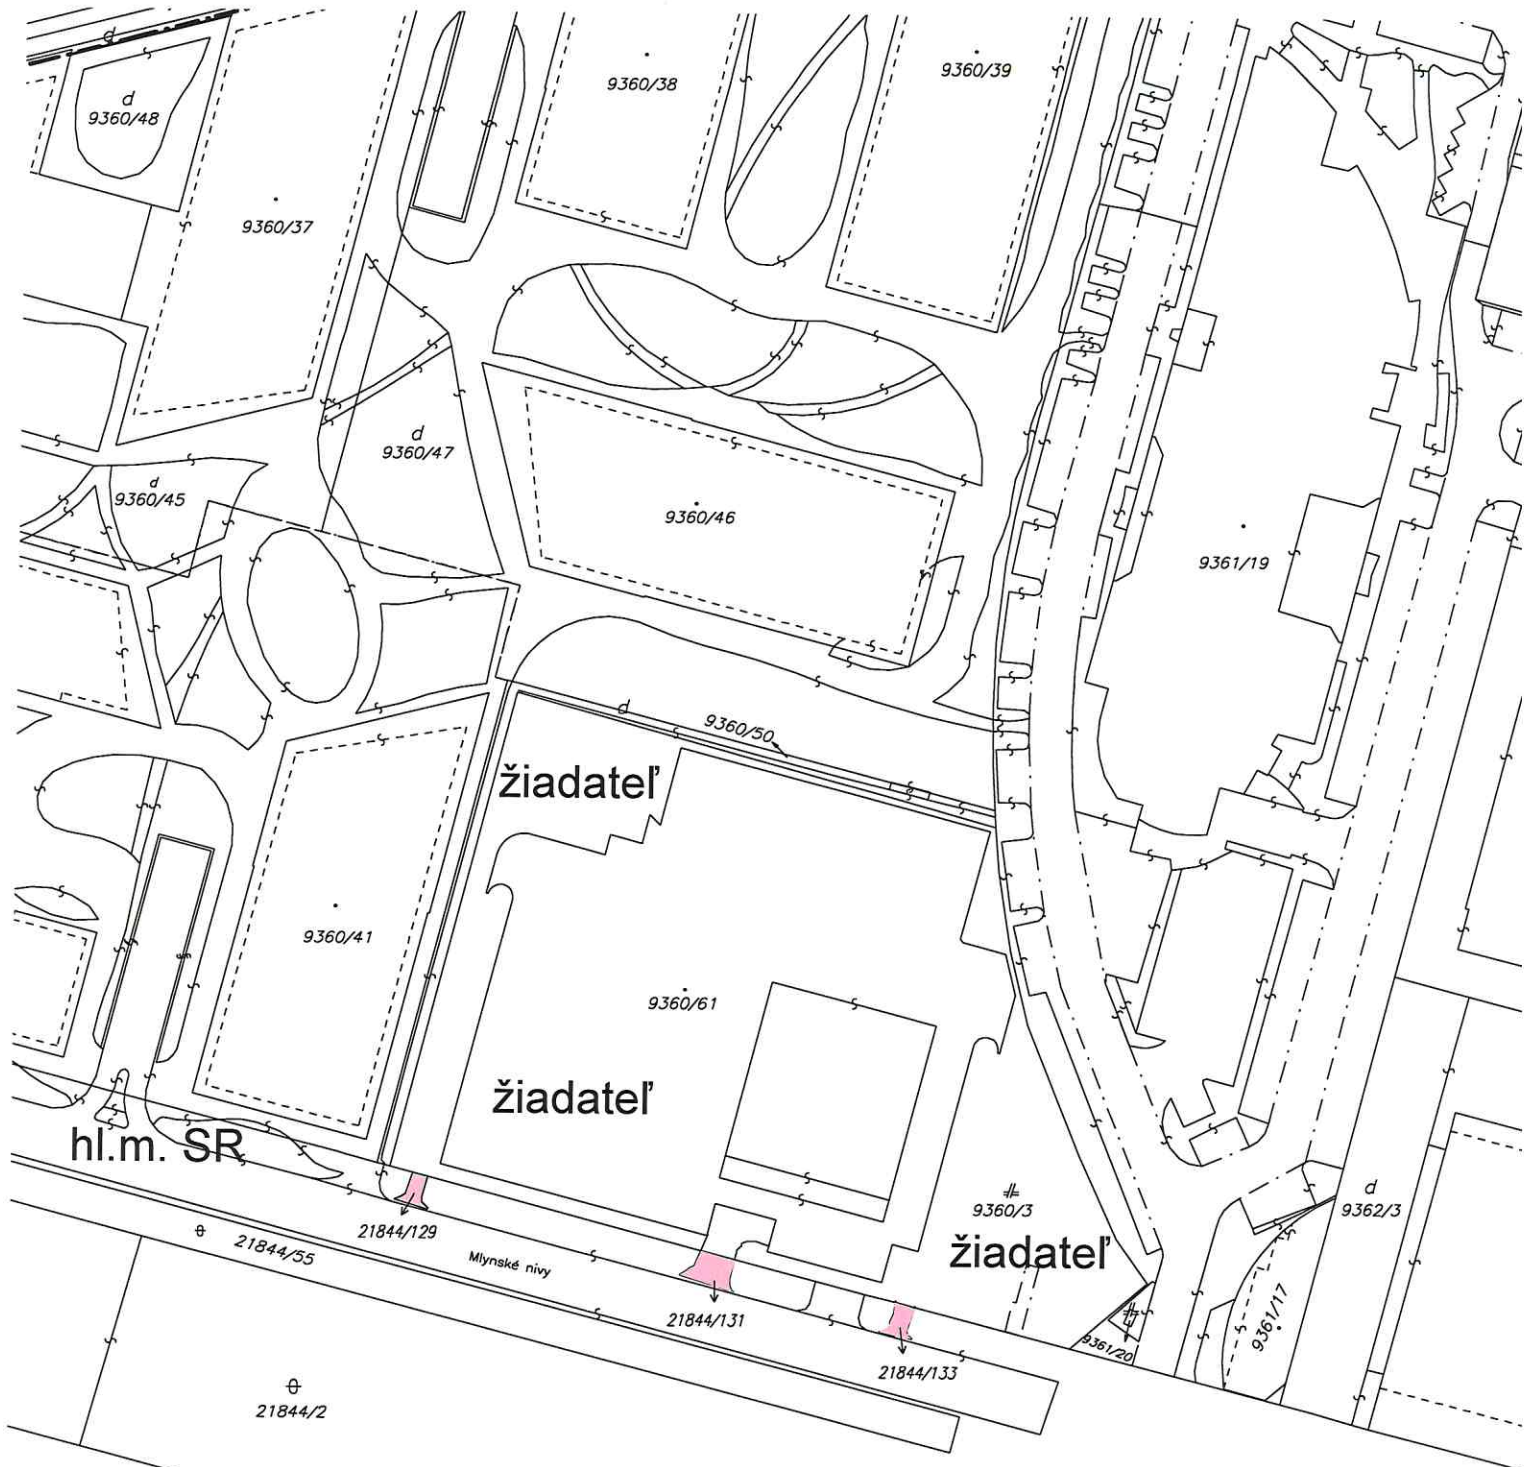 d
d
9360/48
9360/38
9360/39
9360/37
d
9360/47
d
9360/45
9360/46
9361/19
d
9360/50
žiadateľ
9360/41
9360/61
žiadateľ
hl.m. SR
9360/3
d
9362/3
21844/129
21844/55
Mlynské nivy
žiadateľ
21844/131
9361/17
9361/20
21844/133
21844/2